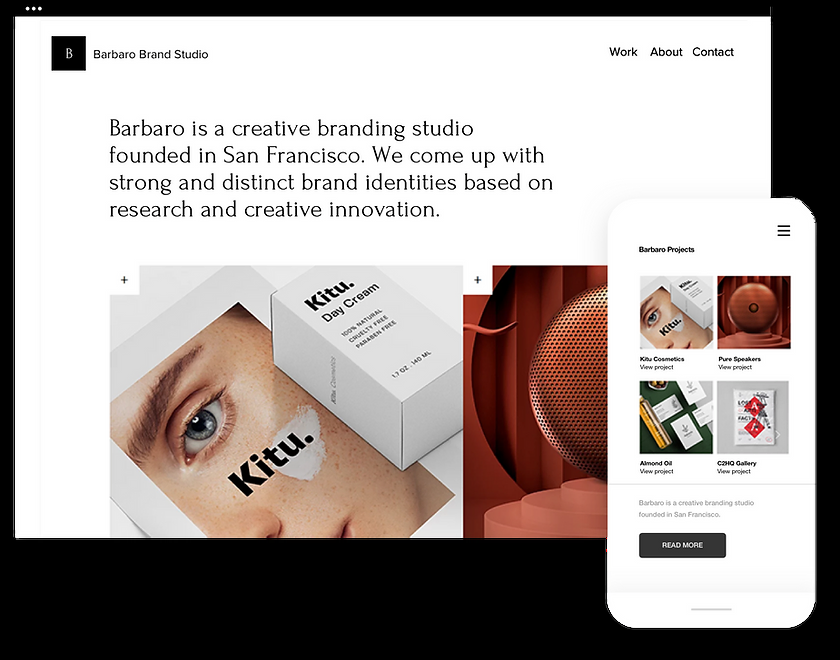 B
Barbaro Brand Studio
Work About Contact
Barbaro is a creative branding studio
founded in San Francisco. We come up with
strong and distinct brand identities based on
research and creative innovation.
+
+
Kitu.
Day Cream
100% NATURAL
CRUELTY FREE
PARABEN FREE
1.7 OZ. 140 ML
Kitu Cosmetics
Kitu.
Barbaro Projects
Kitu.
Day Cream
Kitu.
Kitu Cosmetics
View project
Pure Speakers
View project
Almond Oil
View project
C2HQ Gallery
View project
Barbaro is a creative branding studio
founded in San Francisco.
READ MORE